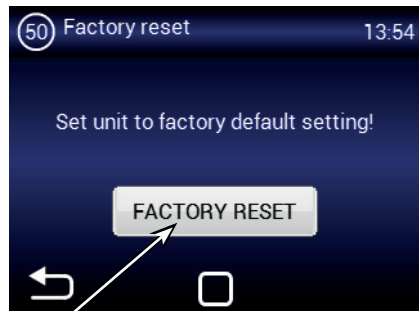 50 Factory reset 13:54
Set unit to factory default setting!
FACTORY RESET